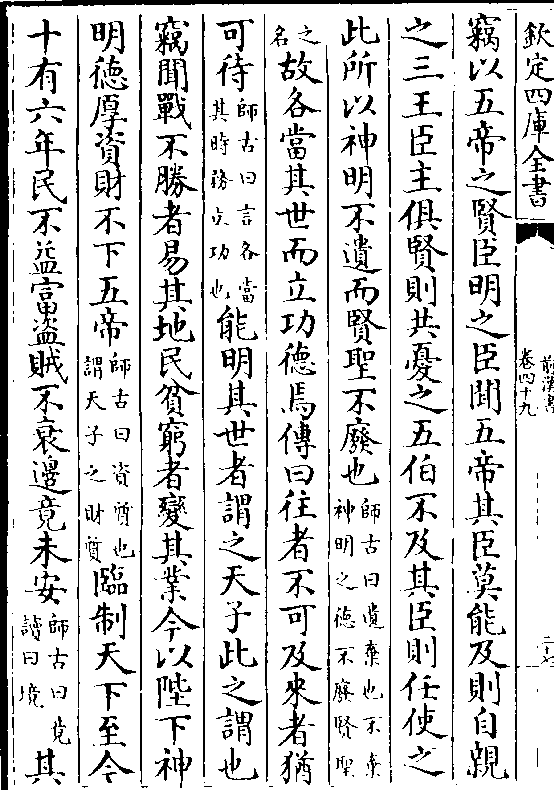 欽定四庫全書
前漢書
卷四十九
竊以五帝之賢臣明之臣聞五帝其臣莫能及則自親
之三王臣主俱賢則共憂之五伯不及其臣則任使之
此所以神明不遺而賢聖不廢也師古曰遺棄也不棄神明之德不廢賢聖
之名故各當其世而立功德焉傳曰往者不可及來者猶
可待師古曰言各當其時務立功也能明其世者謂之天子此之謂也
竊聞戰不勝者易其地民貧窮者變其業今以陛下神
明德厚資財不下五帝師古曰資質也謂天子之財質臨制天下至今
十有六年民不益富盜賊不衰邊竟未安師古曰竟讀曰境其